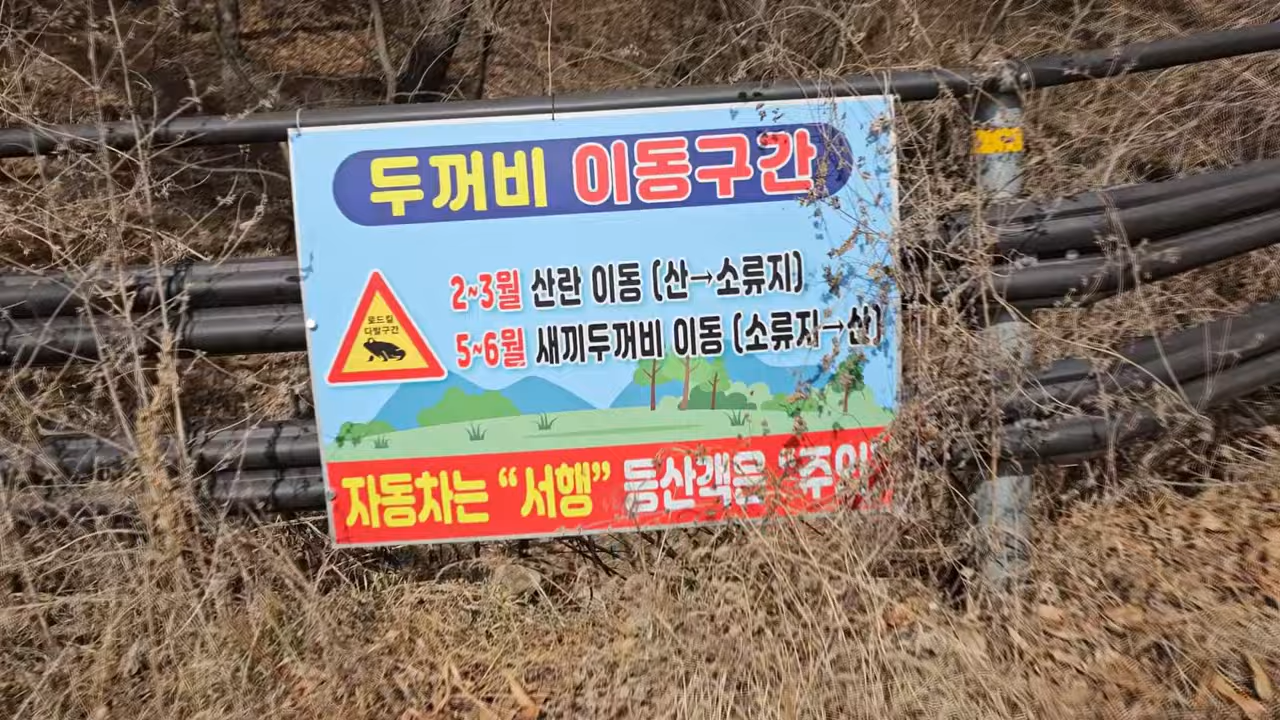 두꺼비 이동구간
2~3월 산란 이동 (산→소류지)
로드킬
다발구간
5~6월 새끼두꺼비 이동 (소류지→산)
자동차는 “서행” 등산객은 “주의”